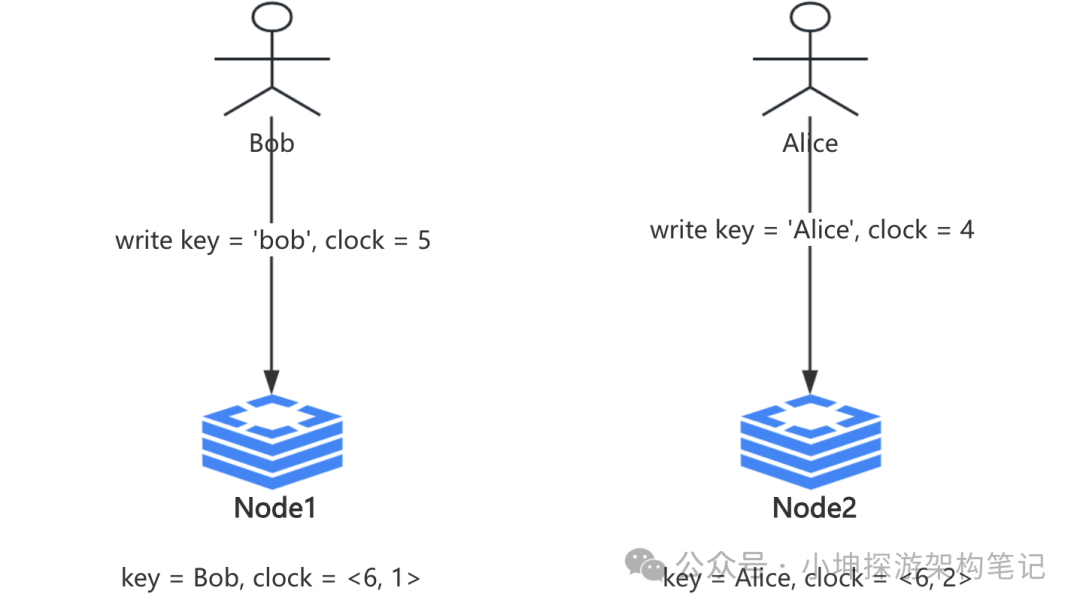 Bob
Alice
write key = 'bob', clock = 5
write key = 'Alice', clock = 4
Node1
Node2
公众号 · 小坤探游架构笔记
key = Bob, clock = <6, 1>
key = Alice, clock = <6, 2>